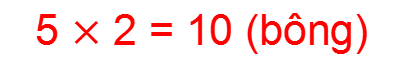 5 × 2 = 10 (bông)